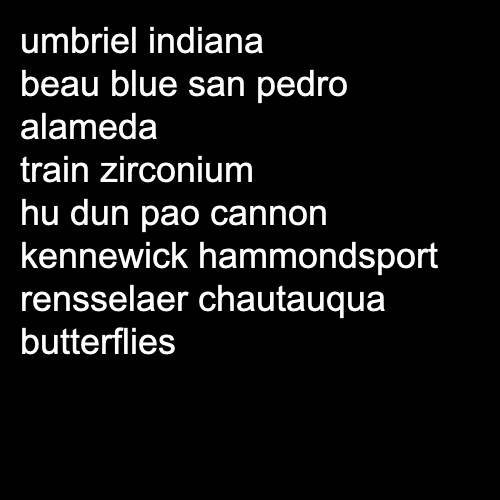 umbriel indiana
beau blue san pedro
alameda
train zirconium
hu dun pao cannon
kennewick hammondsport
rensselaer chautauqua
butterflies